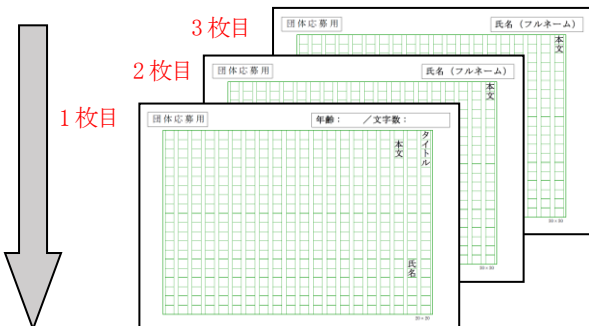 3枚目
団体応募用
氏名（フルネーム）
本文
2枚目
団体応募用
氏名（フルネーム）
本文
1枚目
団体応募用
年齢： ／文字数：
タイトル
氏名
本文